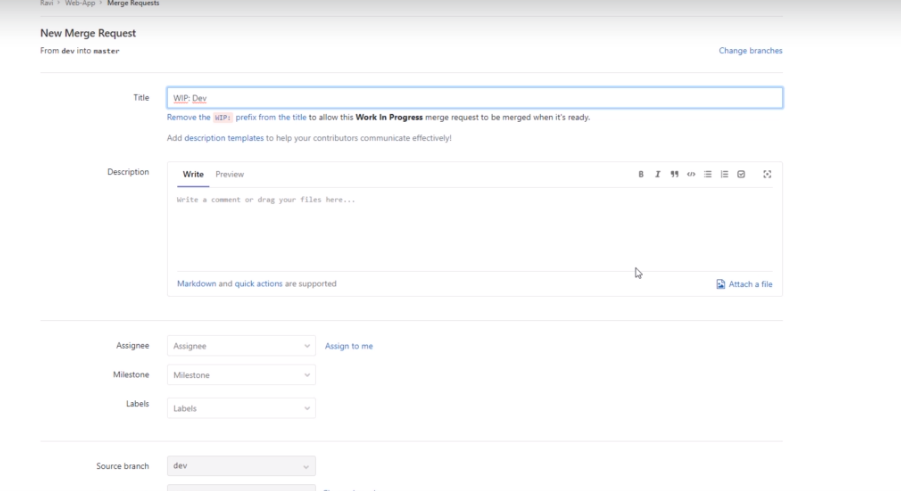 Ravi > Web-App > Merge Requests
New Merge Request
From dev into master
Change branches
Title
WIP: Dev
Remove the WIP: prefix from the title to allow this Work In Progress merge request to be merged when it's ready.
Add description templates to help your contributors communicate effectively!
Description
Write Preview
Write a comment or drag your files here...
Markdown and quick actions are supported
Attach a file
Assignee
Assignee
Assign to me
Milestone
Milestone
Labels
Labels
Source branch
dev